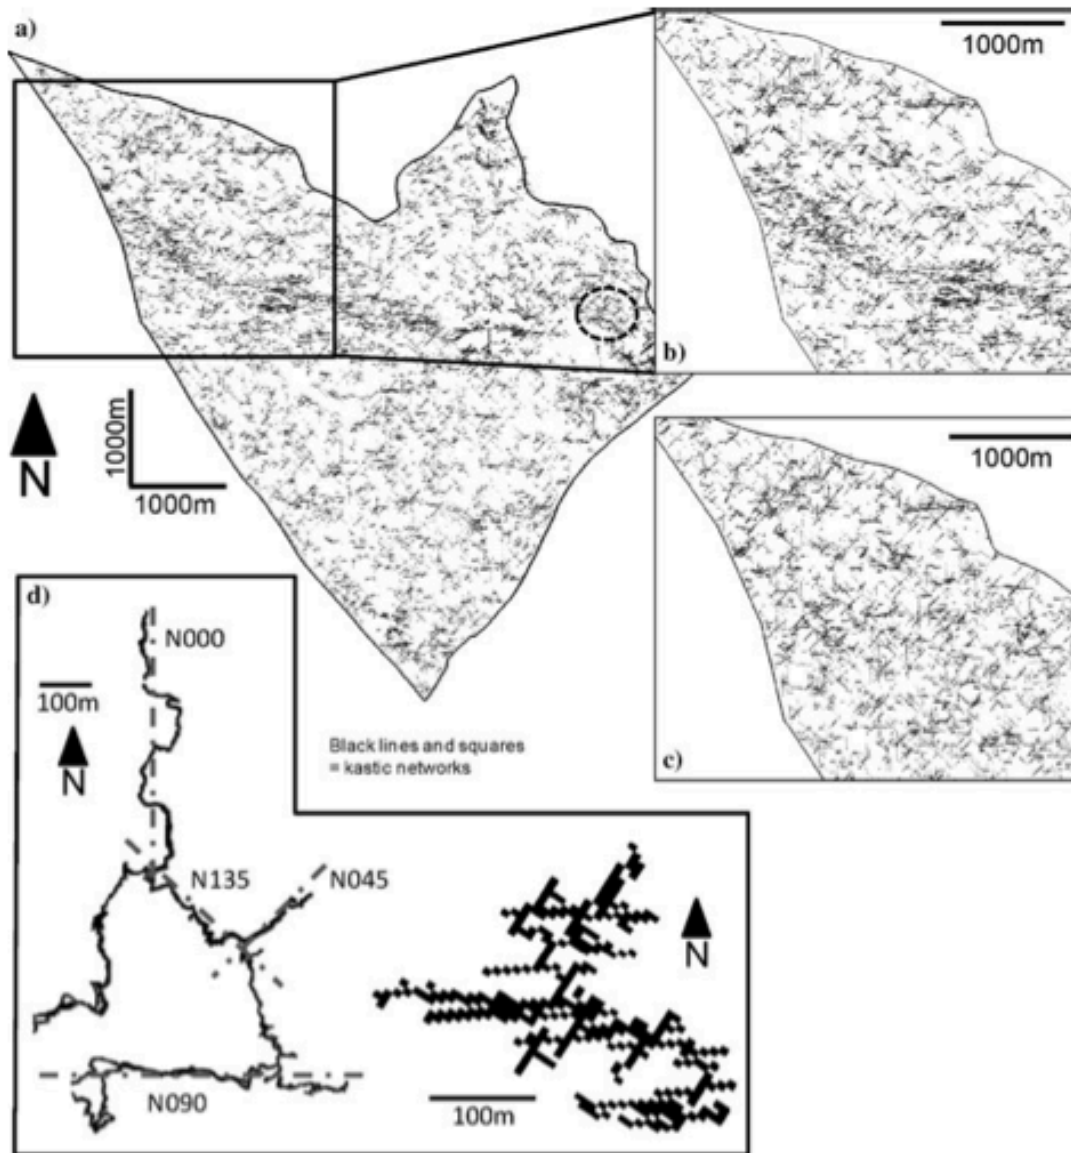 a)
1000m
b)
N
1000m
1000m
1000m
c)
d)
N000
100m
N
Black lines and squares
= kastic networks
N135
N045
N
N090
100m